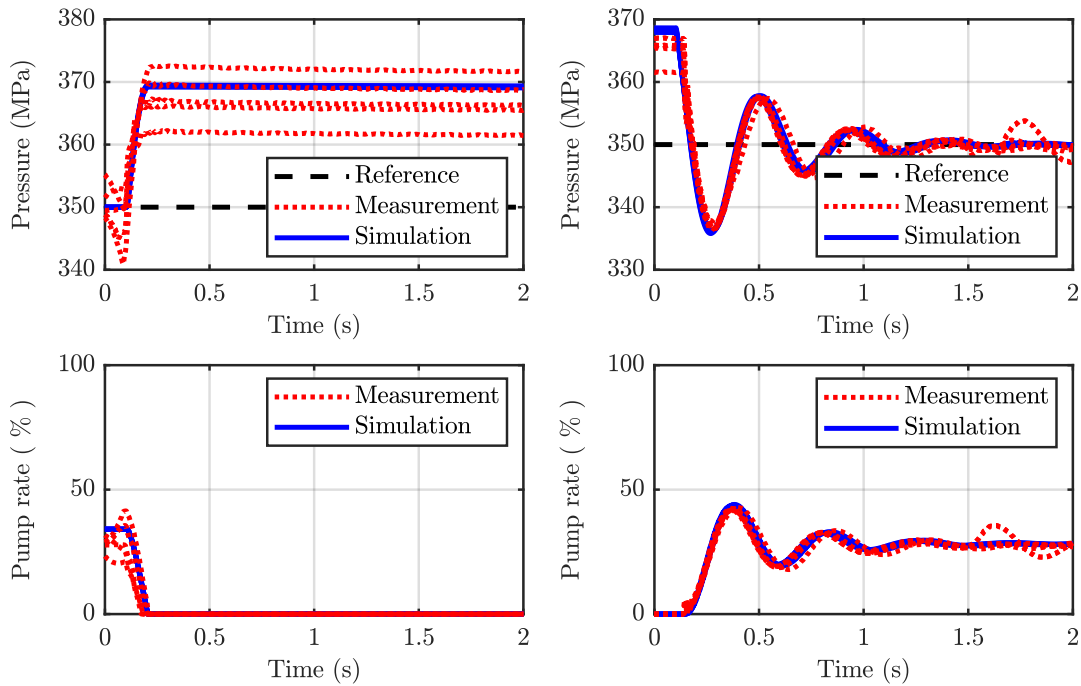 380
370
360
350
340
Pressure (MPa)
Reference
Measurement
Simulation
0
0.5
1
1.5
2
Time (s)
370
360
350
340
330
Pressure (MPa)
Reference
Measurement
Simulation
0
0.5
1
1.5
2
Time (s)
100
50
0
Pump rate ( % )
Measurement
Simulation
0
0.5
1
1.5
2
Time (s)
100
50
0
Pump rate ( % )
Measurement
Simulation
0
0.5
1
1.5
2
Time (s)